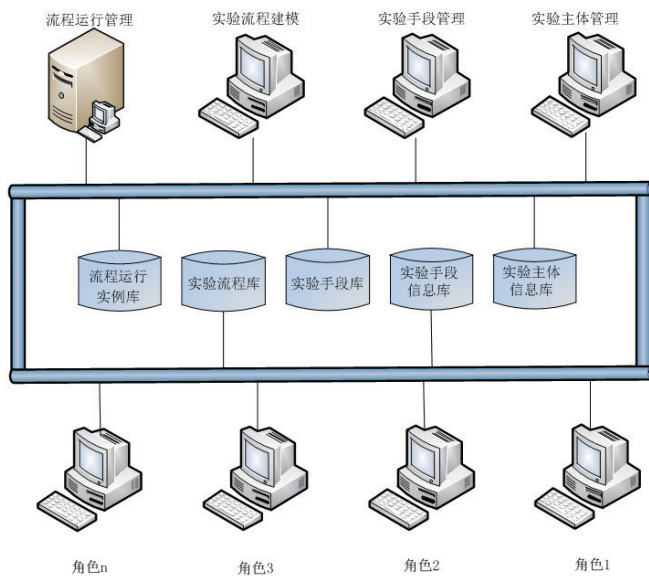 流程运行管理
实验流程建模
实验手段管理
实验主体管理
流程运行
实例库
实验流程库
实验手段库
实验手段
信息库
实验主体
信息库
角色n
角色3
角色2
角色1